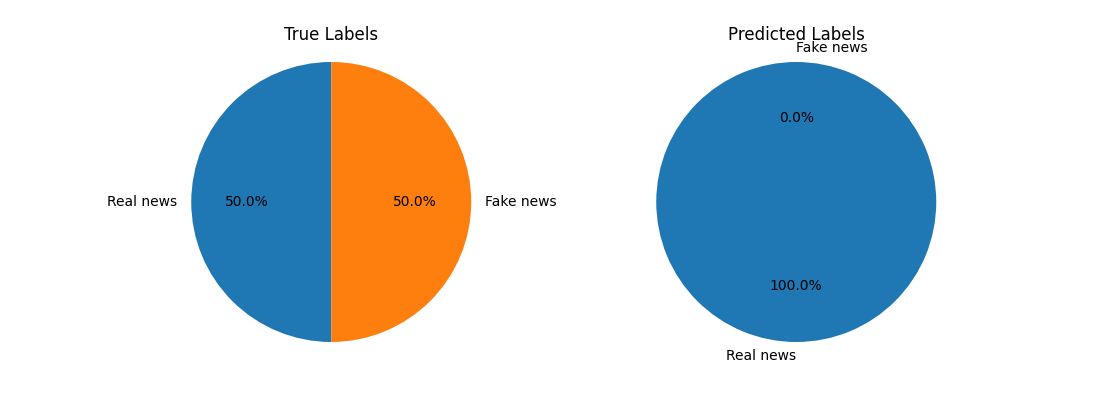 True Labels
Real news
50.0%
50.0%
Fake news
Predicted Labels
Fake news
0.0%
100.0%
Real news